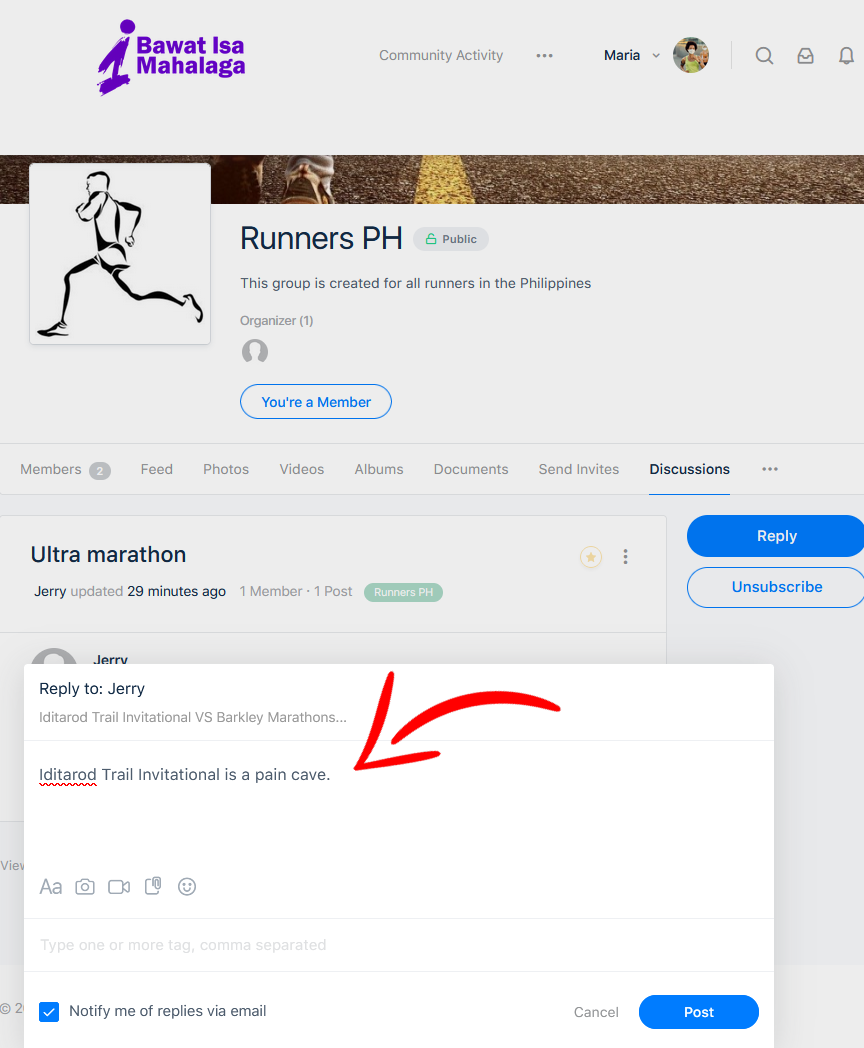 Bawat Isa
Mahalaga
Community Activity
Maria
Runners PH
Public
This group is created for all runners in the Philippines
Organizer (1)
You're a Member
Members 2 Feed Photos Videos Albums Documents Send Invites Discussions
Ultra marathon
Reply
Jerry updated 29 minutes ago 1 Member · 1 Post Runners PH
Unsubscribe
Jerry
Reply to: Jerry
Iditarod Trail Invitational VS Barkley Marathons...
Iditarod Trail Invitational is a pain cave.
View
Aa
Type one or more tag, comma separated
© 2
Notify me of replies via email
Cancel Post